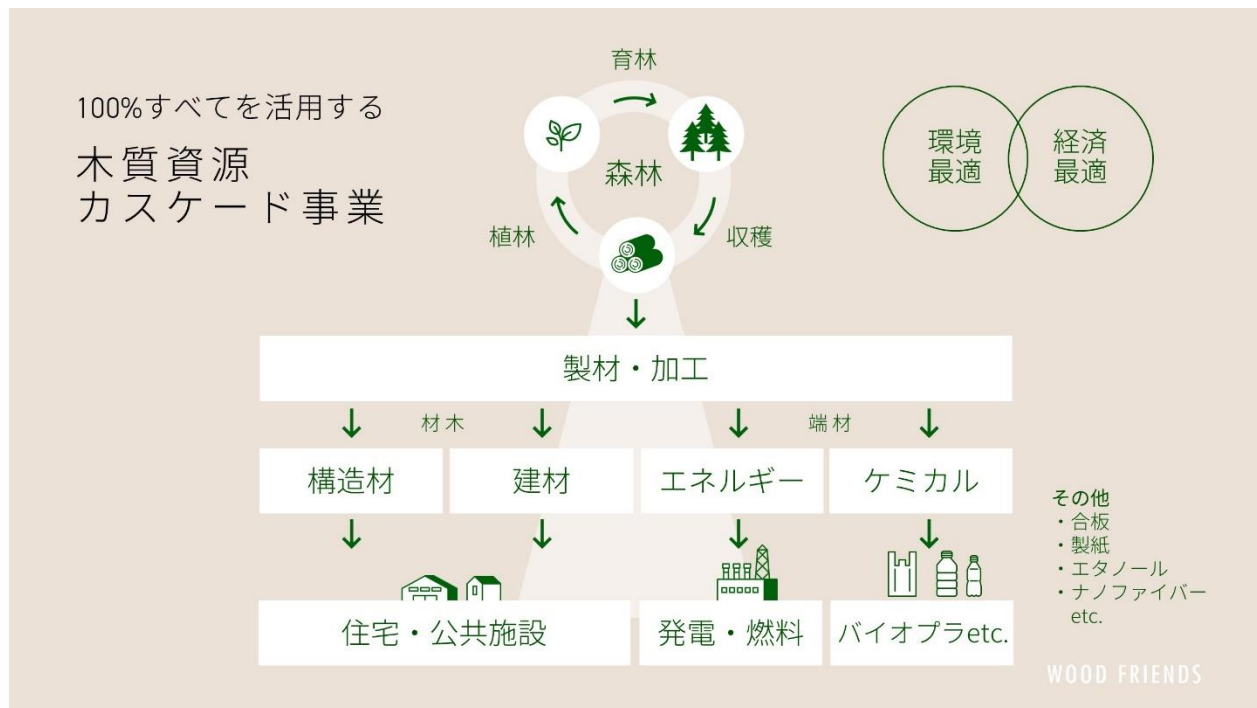 100%すべてを活用する
木質資源
カスケード事業
育林
森林
植林
収穫
環境
最適
経済
最適
製材・加工
材木
端材
構造材
建材
エネルギー
ケミカル
住宅・公共施設
発電・燃料
バイオプラetc.
その他
・合板
・製紙
・エタノール
・ナノファイバー
etc.
WOOD FRIENDS